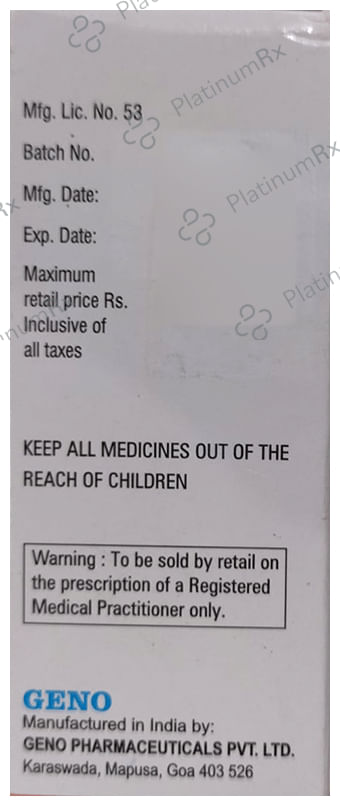 Mfg. Lic. No. 53
Batch No.
Mfg. Date:
Exp. Date:
Maximum
retail price Rs.
Inclusive of
all taxes
KEEP ALL MEDICINES OUT OF THE
REACH OF CHILDREN
Warning : To be sold by retail on
the prescription of a Registered
Medical Practitioner only.
GENO
Manufactured in India by:
GENO PHARMACEUTICALS PVT. LTD.
Karaswada, Mapusa, Goa 403 526
PlatinumRx
PlatinumRx